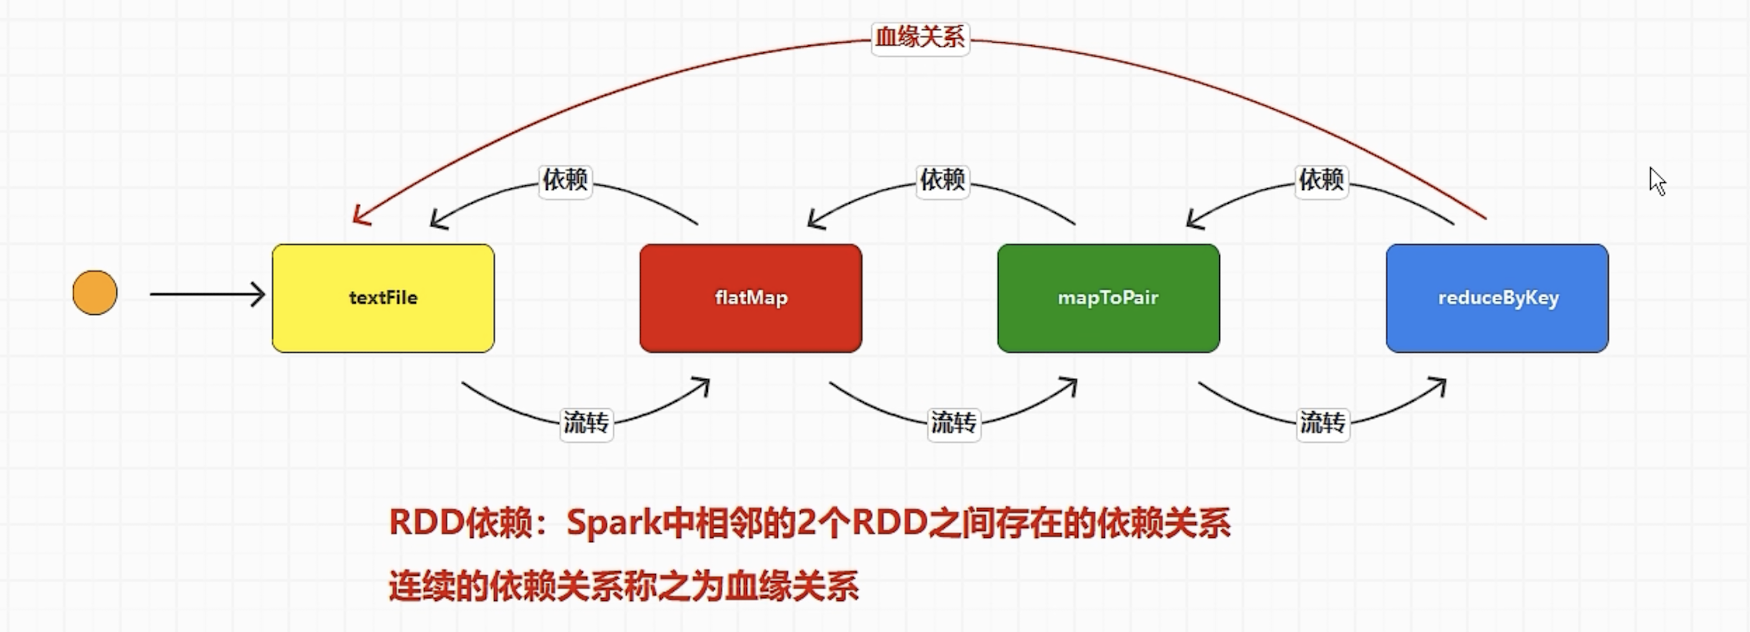 血缘关系
依赖
依赖
依赖
textFile
flatMap
mapToPair
reduceByKey
流转
流转
流转
RDD依赖：Spark中相邻的2个RDD之间存在的依赖关系
连续的依赖关系称之为血缘关系